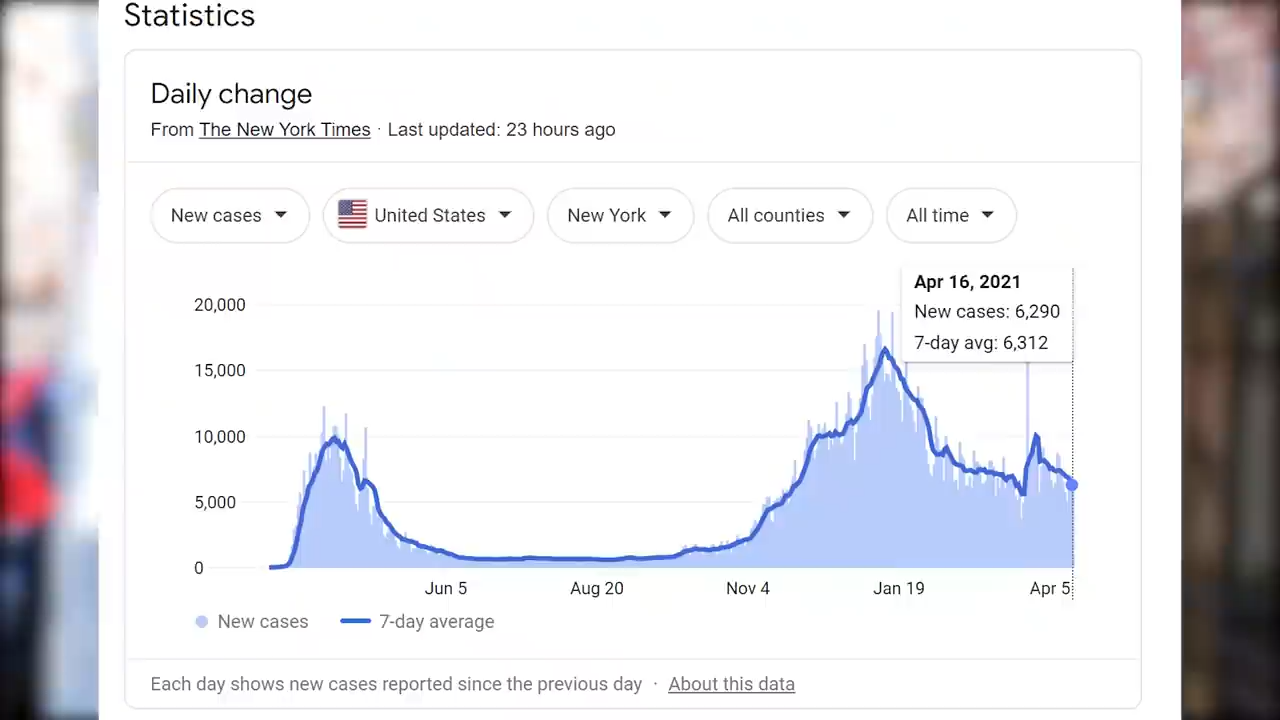 Statistics
Daily change
From The New York Times · Last updated: 23 hours ago
New cases
United States
New York
All counties
All time
Apr 16, 2021
New cases: 6,290
7-day avg: 6,312
20,000
15,000
10,000
5,000
0
Jun 5
Aug 20
Nov 4
Jan 19
Apr 5
New cases
7-day average
Each day shows new cases reported since the previous day · About this data